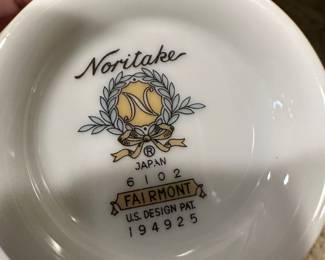 Noritake
N
®
JAPAN
6102
FAIRMONT
U.S. DESIGN PAT.
194925